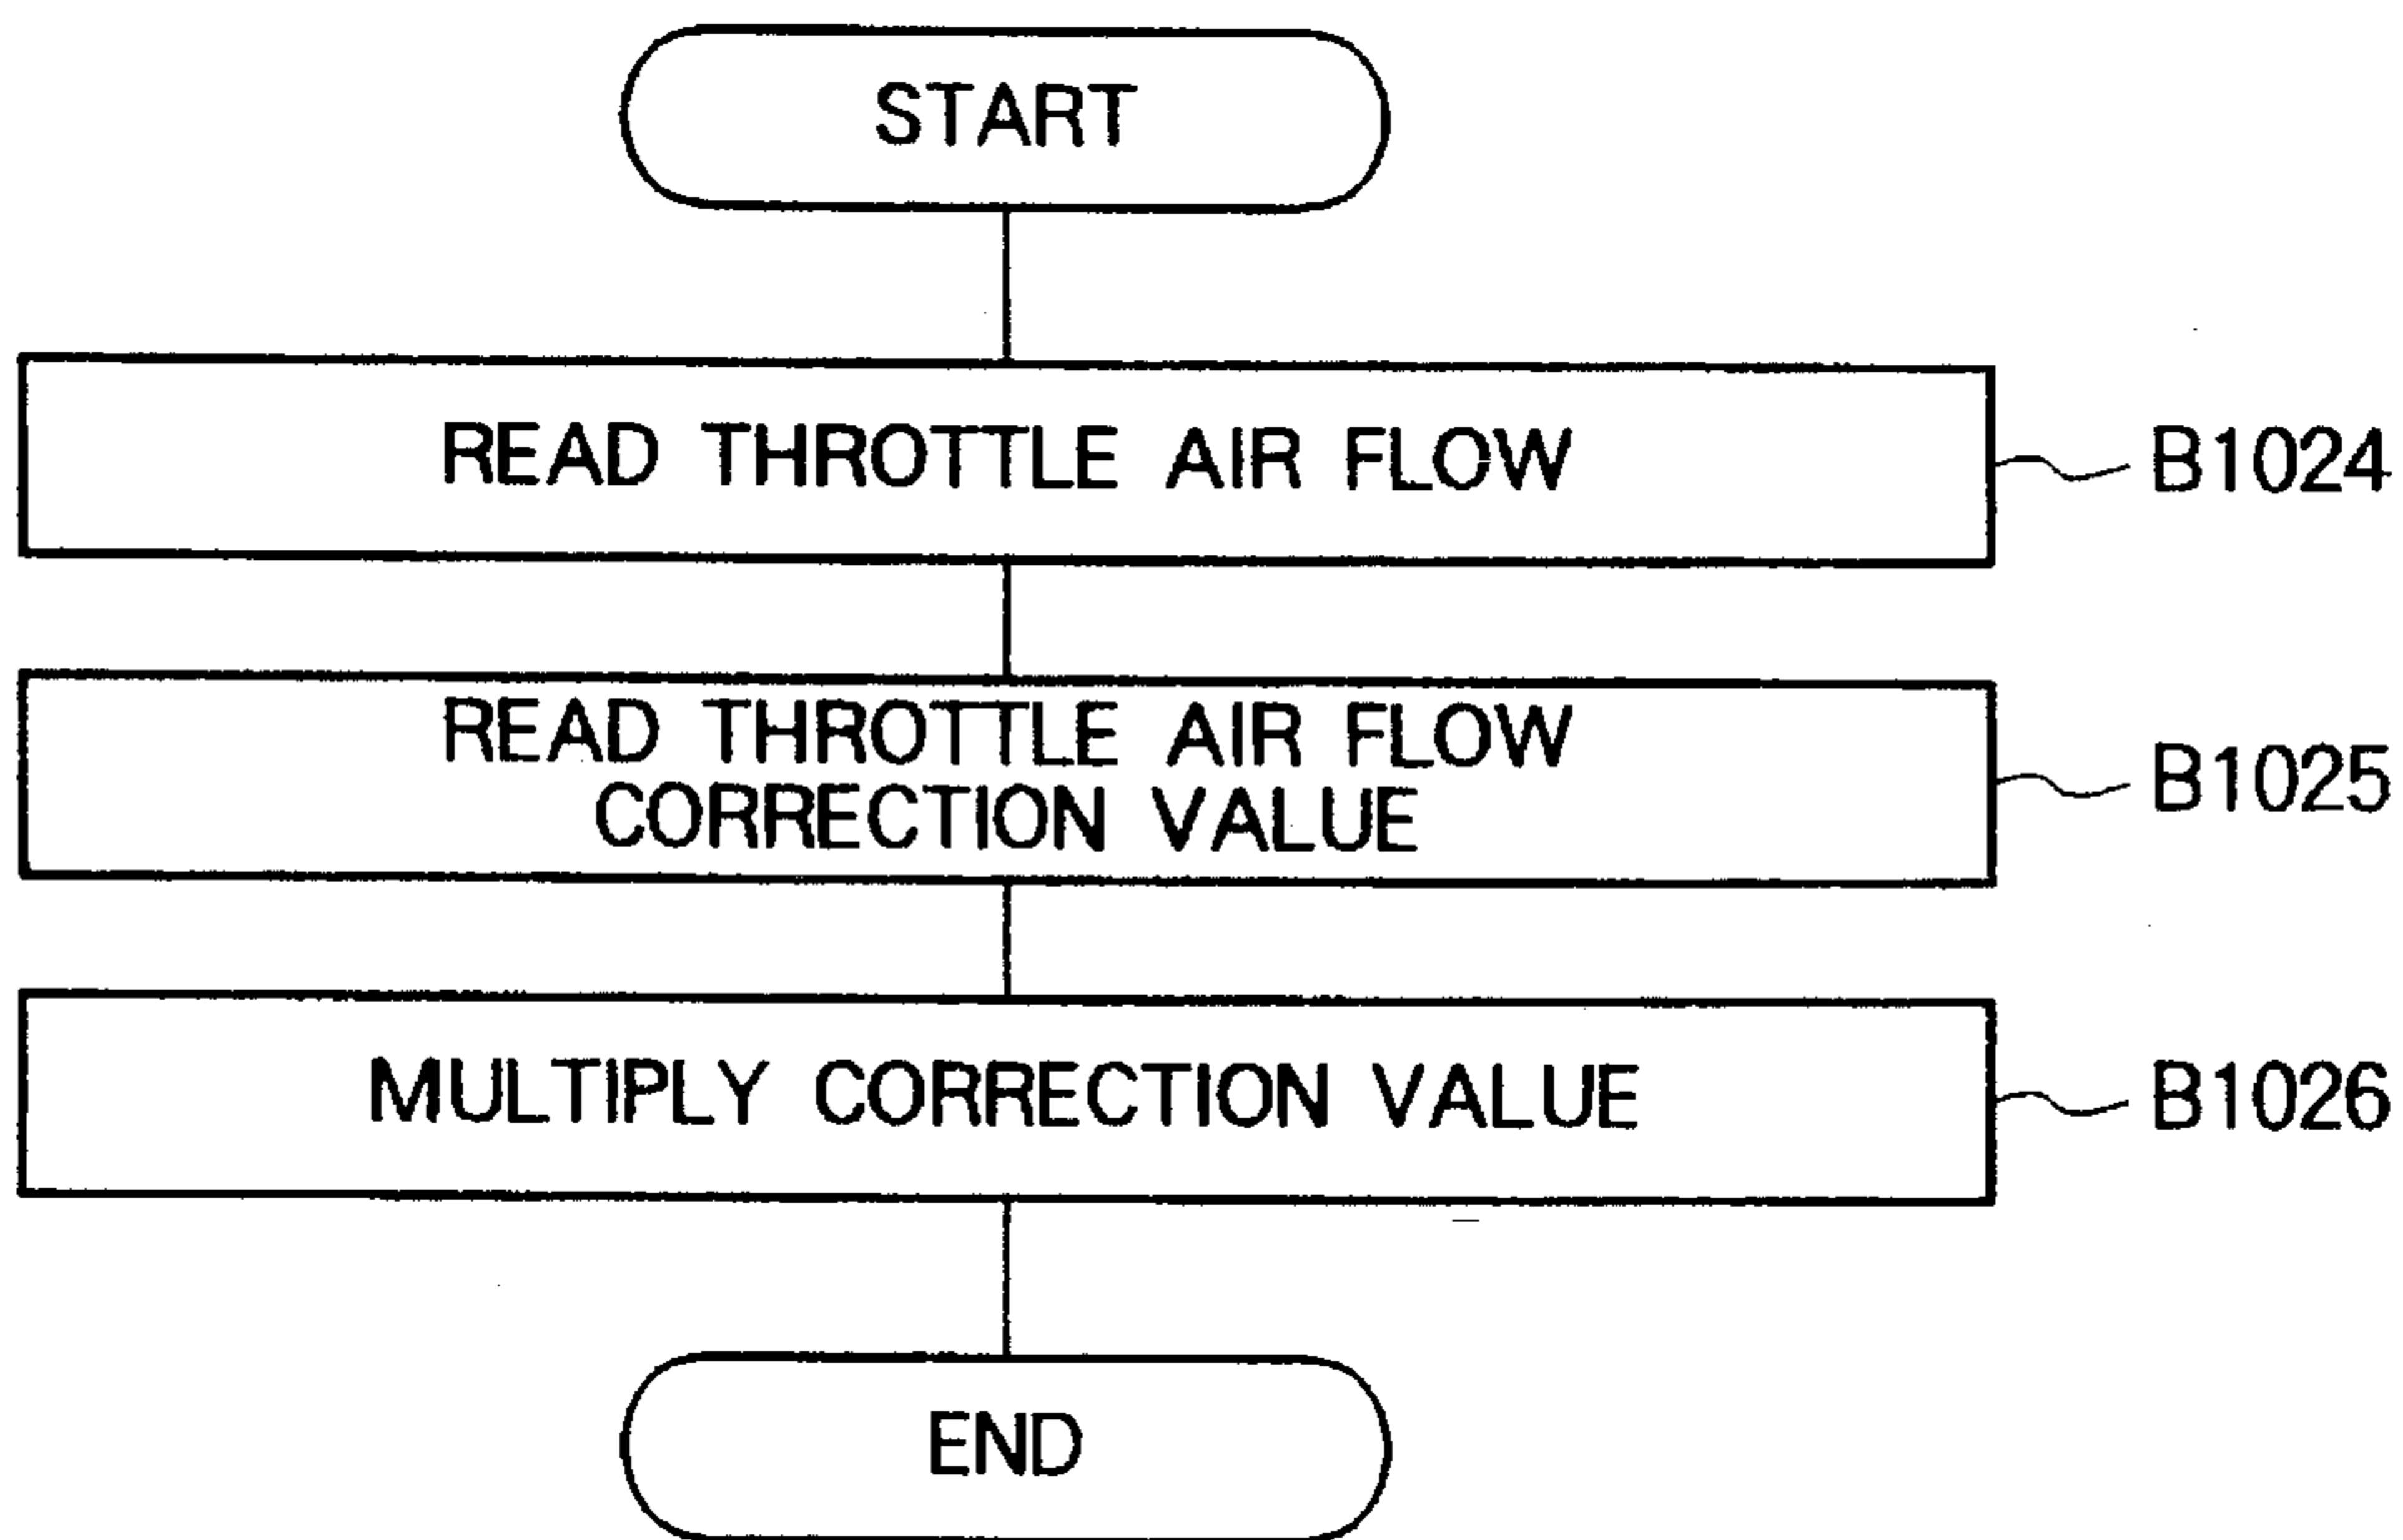 START
READ THROTTLE AIR FLOW
B1024
READ THROTTLE AIR FLOW
CORRECTION VALUE
B1025
MULTIPLY CORRECTION VALUE
B1026
END